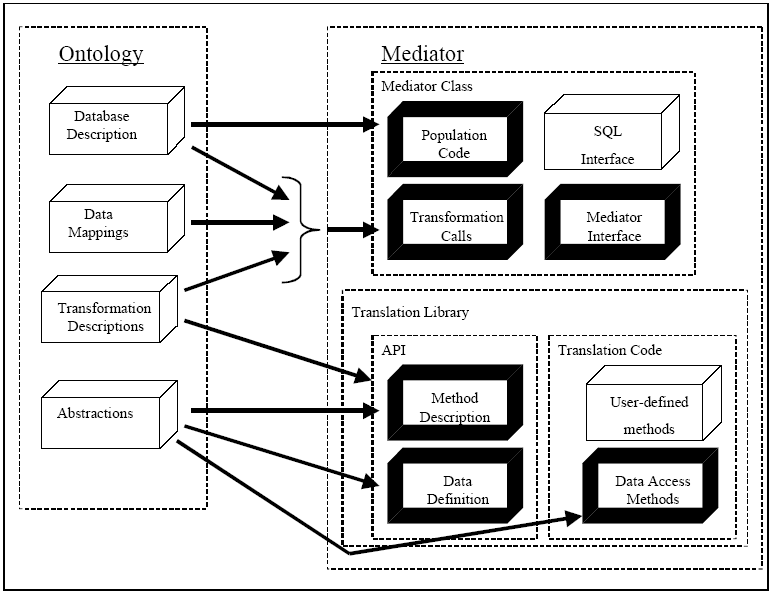 Ontology
Database
Description
Data
Mappings
Transformation
Descriptions
Abstractions
Mediator
Mediator Class
Population
Code
SQL
Interface
Transformation
Calls
Mediator
Interface
Translation Library
API
Method
Description
Data
Definition
Translation Code
User-defined
methods
Data Access
Methods